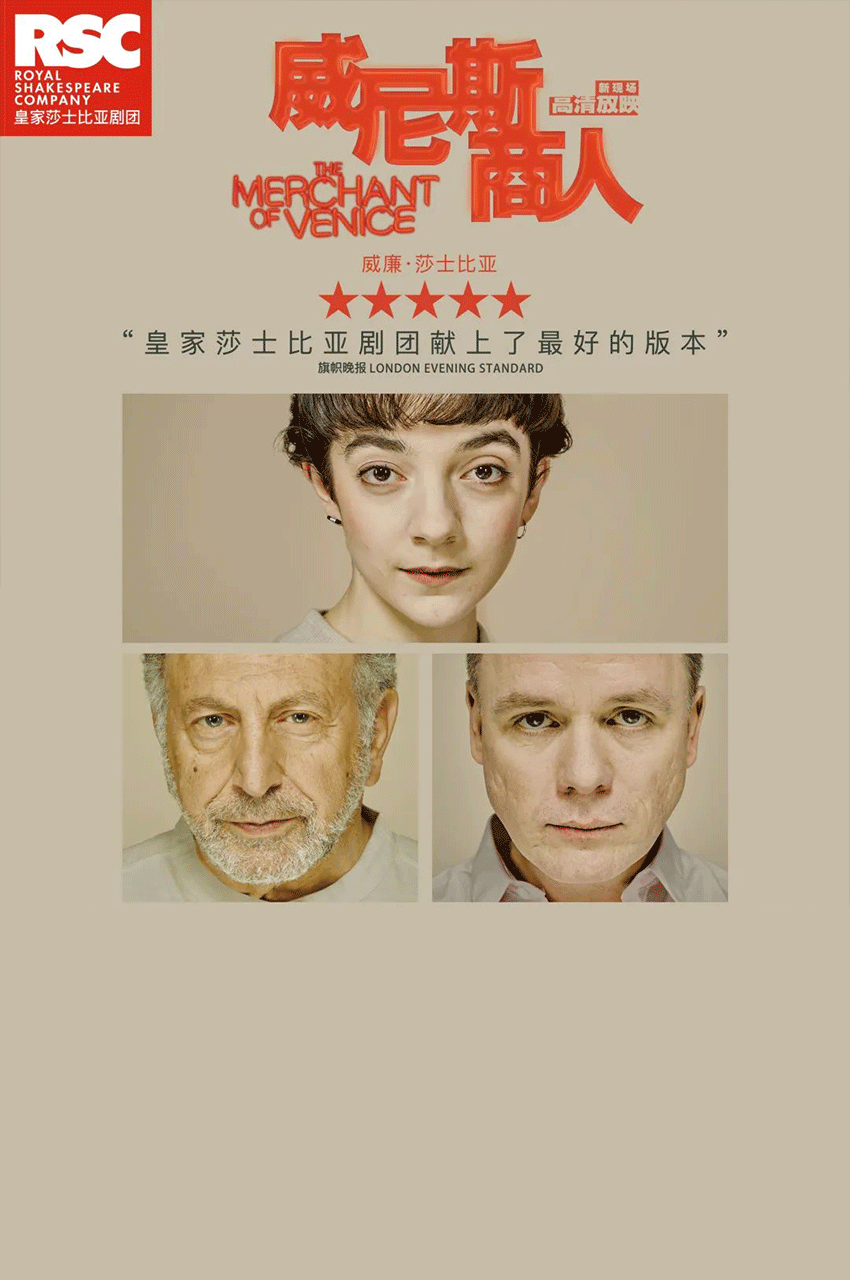 RSC
ROYAL
SHAKESPEARE
COMPANY
皇家莎士比亚剧团
威尼斯
新现场
高清放映
商人
THE
MERCHANT
OF VENICE
威廉·莎士比亚
“皇家莎士比亚剧团献上了最好的版本”
旗帜晚报 LONDON EVENING STANDARD